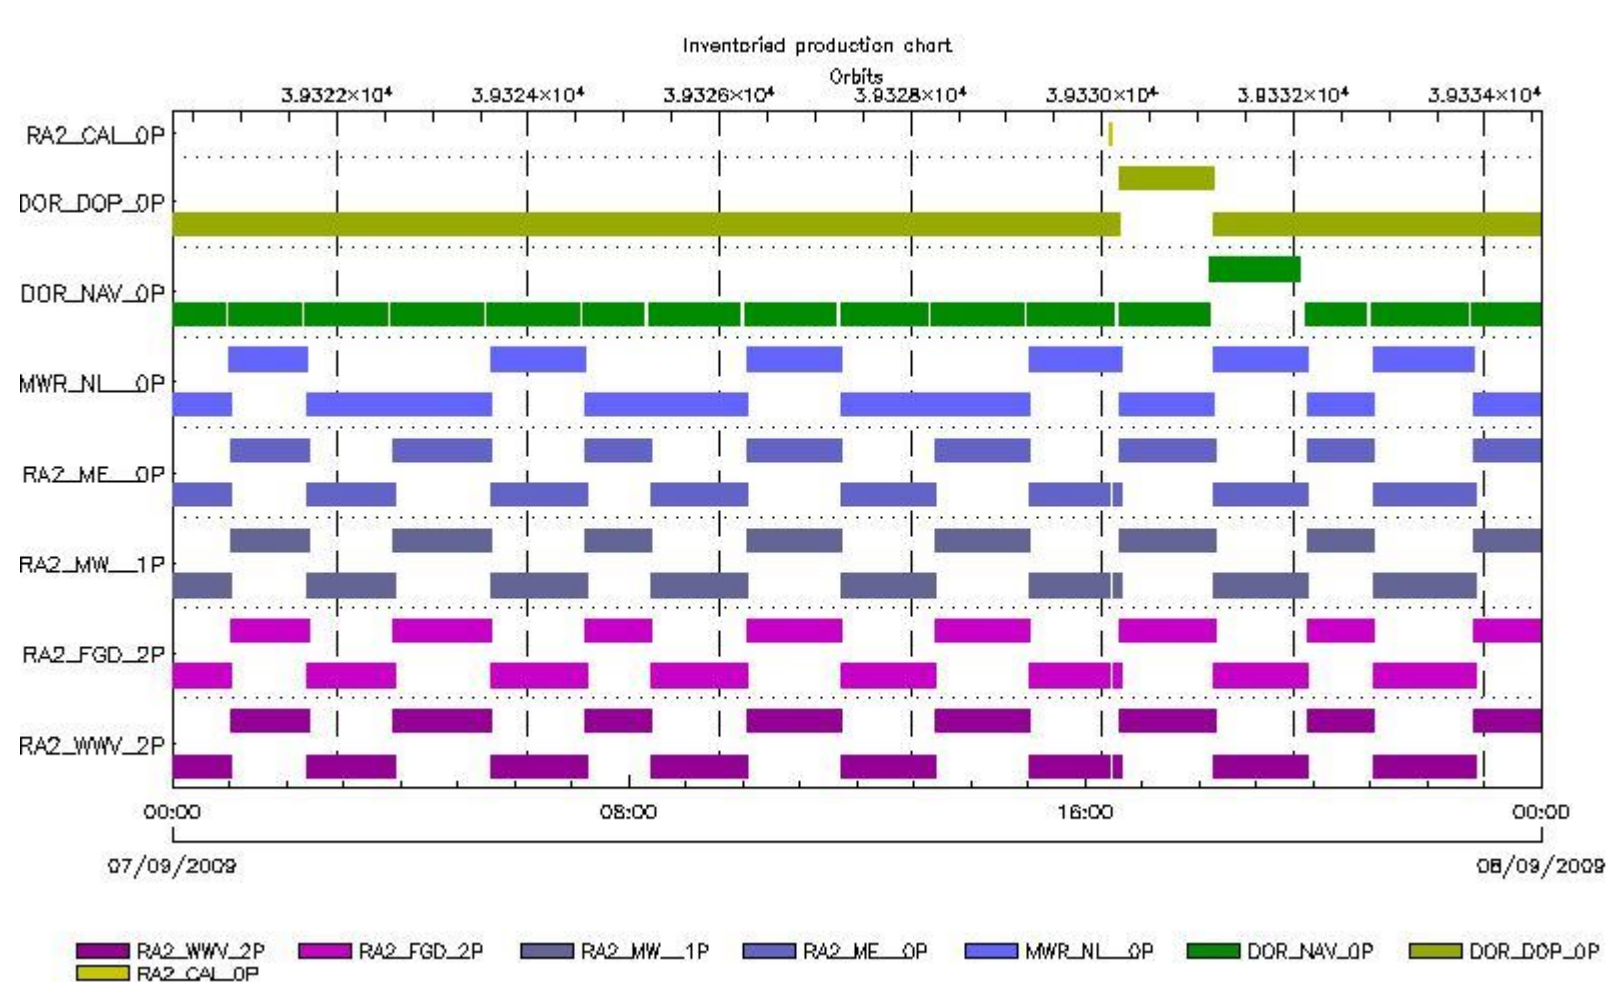 Inventoried production chart
Orbits
3.9322×10⁴ 3.9324×10⁴ 3.9326×10⁴ 3.9328×10⁴ 3.9330×10⁴ 3.9332×10⁴ 3.9334×10⁴
RA2_CAL_0P
DOR_DOP_0P
DOR_NAV_0P
MWR_NL__0P
RA2_ME__0P
RA2_MW__1P
RA2_FGD_2P
RA2_WWV_2P
00:00 08:00 16:00 00:00
07/09/2009 08/09/2009
RA2_WWV_2P RA2_FGD_2P RA2_MW__1P RA2_ME__0P MWR_NL__0P DOR_NAV_0P DOR_DOP_0P
RA2_CAL_0P